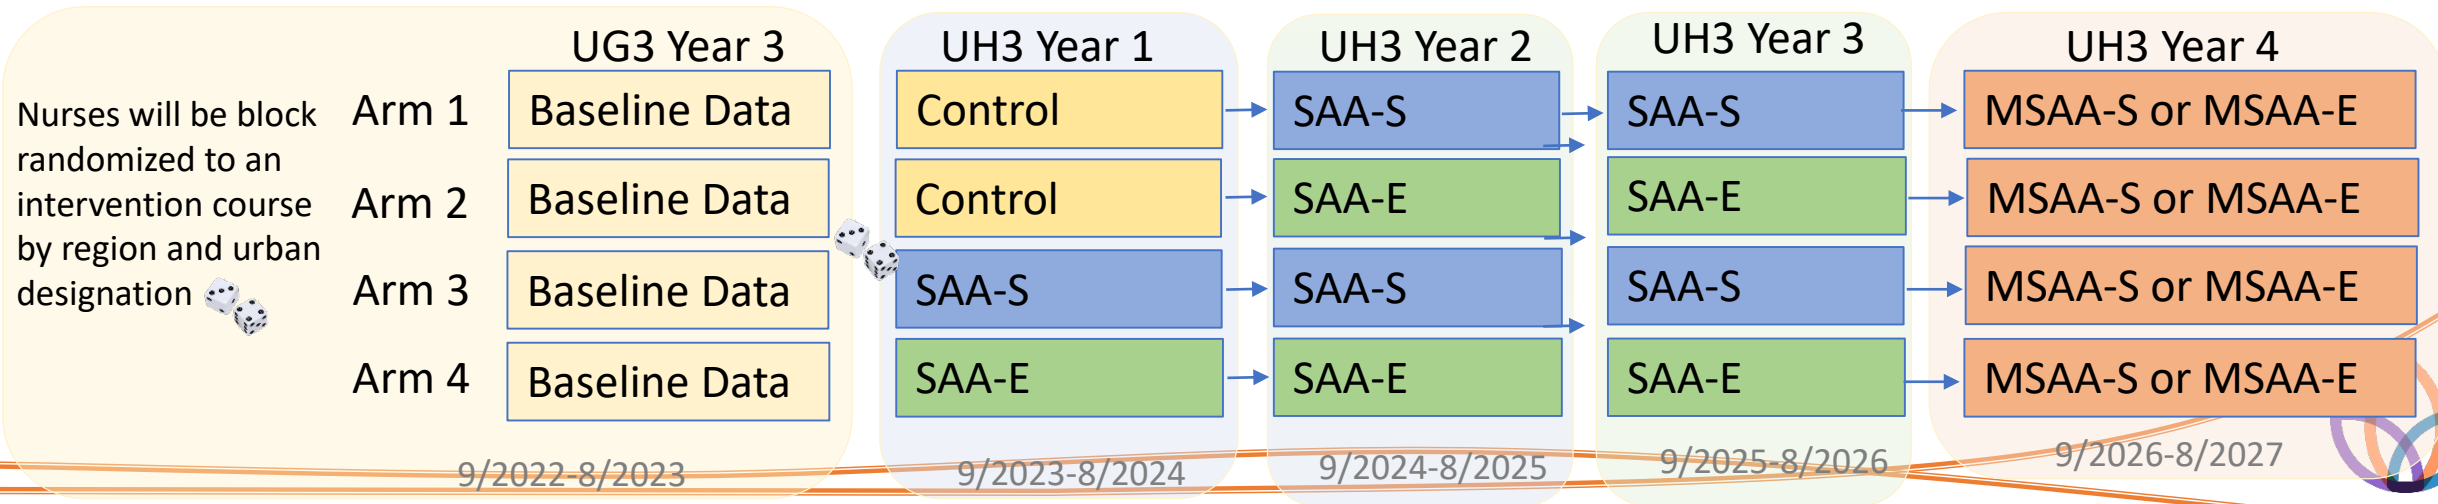 UG3 Year 3
UH3 Year 1
UH3 Year 2
UH3 Year 3
UH3 Year 4
Nurses will be block
randomized to an
intervention course
by region and urban
designation
Arm 1
Baseline Data
Control
SAA-S
SAA-S
MSAA-S or MSAA-E
Arm 2
Baseline Data
Control
SAA-E
SAA-E
MSAA-S or MSAA-E
Arm 3
Baseline Data
SAA-S
SAA-S
SAA-S
MSAA-S or MSAA-E
Arm 4
Baseline Data
SAA-E
SAA-E
SAA-E
MSAA-S or MSAA-E
9/2022-8/2023
9/2023-8/2024
9/2024-8/2025
9/2025-8/2026
9/2026-8/2027